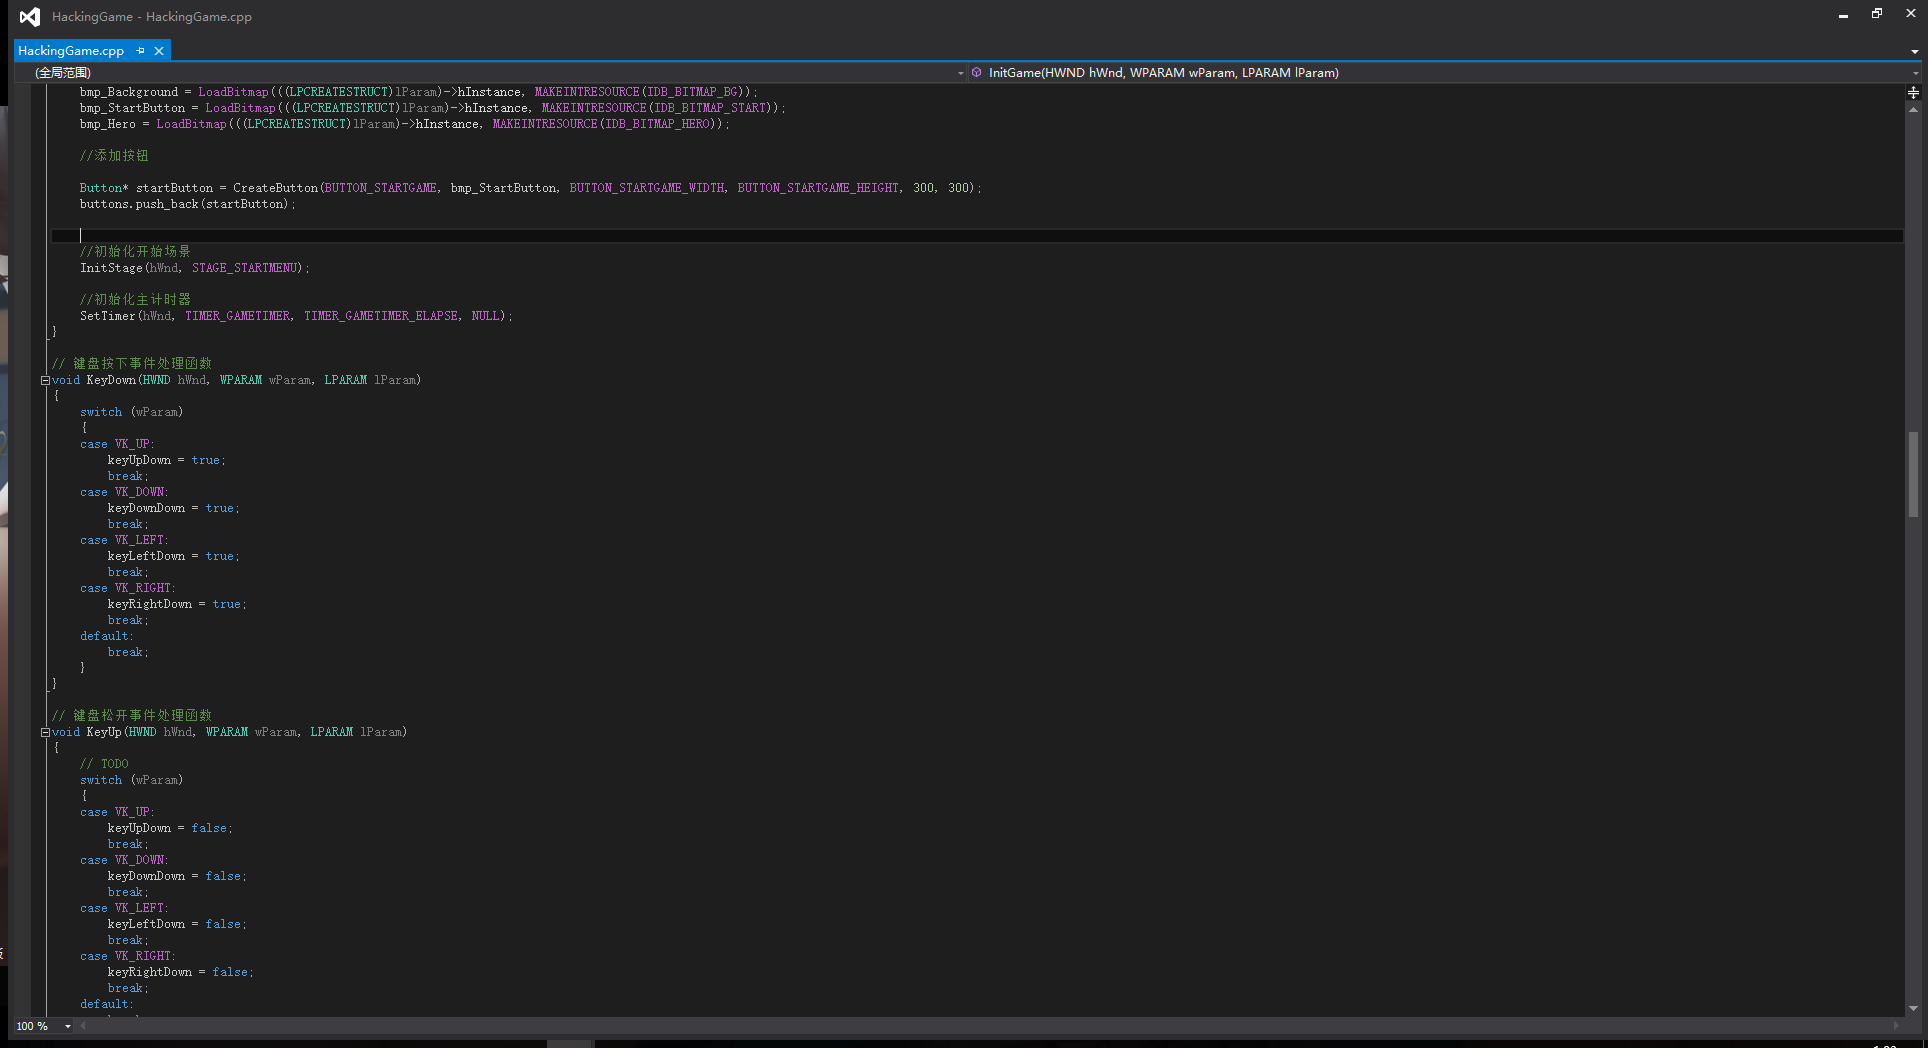 HackingGame - HackingGame.cpp
HackingGame.cpp
(全局范围)
InitGame(HWND hWnd, WPARAM wParam, LPARAM lParam)
bmp_Background = LoadBitmap(((LPCREATESTRUCT)lParam)->hInstance, MAKEINTRESOURCE(IDB_BITMAP_BG));
bmp_StartButton = LoadBitmap(((LPCREATESTRUCT)lParam)->hInstance, MAKEINTRESOURCE(IDB_BITMAP_START));
bmp_Hero = LoadBitmap(((LPCREATESTRUCT)lParam)->hInstance, MAKEINTRESOURCE(IDB_BITMAP_HERO));
//添加按钮
Button* startButton = CreateButton(BUTTON_STARTGAME, bmp_StartButton, BUTTON_STARTGAME_WIDTH, BUTTON_STARTGAME_HEIGHT, 300, 300);
buttons.push_back(startButton);
//初始化开始场景
InitStage(hWnd, STAGE_STARTMENU);
//初始化主计时器
SetTimer(hWnd, TIMER_GAMETIMER, TIMER_GAMETIMER_ELAPSE, NULL);
}
// 键盘按下事件处理函数
void KeyDown(HWND hWnd, WPARAM wParam, LPARAM lParam)
{
switch (wParam)
{
case VK_UP:
keyUpDown = true;
break;
case VK_DOWN:
keyDownDown = true;
break;
case VK_LEFT:
keyLeftDown = true;
break;
case VK_RIGHT:
keyRightDown = true;
break;
default:
break;
}
}
// 键盘松开事件处理函数
void KeyUp(HWND hWnd, WPARAM wParam, LPARAM lParam)
{
// TODO
switch (wParam)
{
case VK_UP:
keyUpDown = false;
break;
case VK_DOWN:
keyDownDown = false;
break;
case VK_LEFT:
keyLeftDown = false;
break;
case VK_RIGHT:
keyRightDown = false;
break;
default:
100 %